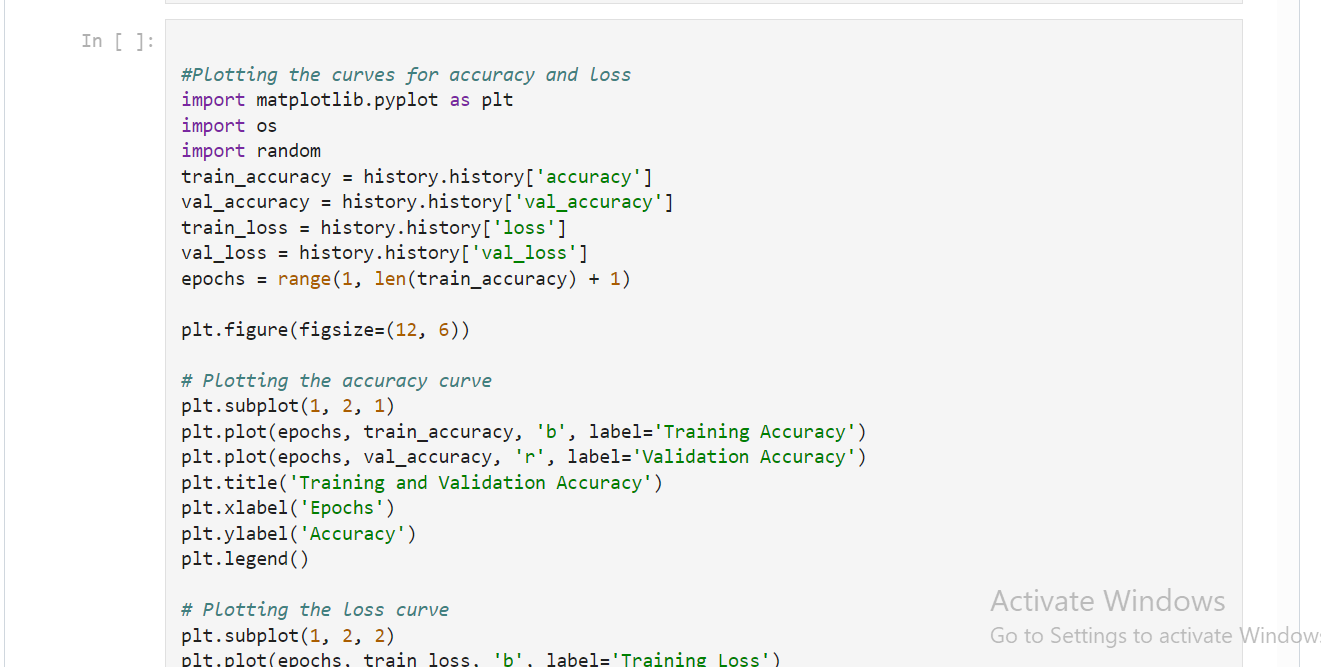 In [ ]:
#Plotting the curves for accuracy and loss
import matplotlib.pyplot as plt
import os
import random
train_accuracy = history.history['accuracy']
val_accuracy = history.history['val_accuracy']
train_loss = history.history['loss']
val_loss = history.history['val_loss']
epochs = range(1, len(train_accuracy) + 1)
plt.figure(figsize=(12, 6))
# Plotting the accuracy curve
plt.subplot(1, 2, 1)
plt.plot(epochs, train_accuracy, 'b', label='Training Accuracy')
plt.plot(epochs, val_accuracy, 'r', label='Validation Accuracy')
plt.title('Training and Validation Accuracy')
plt.xlabel('Epochs')
plt.ylabel('Accuracy')
plt.legend()
# Plotting the loss curve
plt.subplot(1, 2, 2)
plt.plot(epochs, train_loss, 'b', label='Training Loss')
Activate Windows
Go to Settings to activate Windows